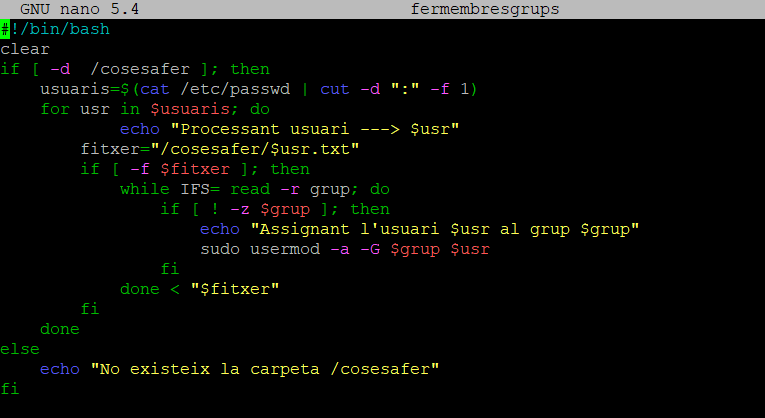 GNU nano 5.4 fermembresgrups
#!/bin/bash
clear
if [ -d  /cosesafer ]; then
    usuaris=$(cat /etc/passwd | cut -d ":" -f 1)
    for usr in $usuaris; do
            echo "Processant usuari ---> $usr"
        fitxer="/cosesafer/$usr.txt"
        if [ -f $fitxer ]; then
            while IFS= read -r grup; do
                if [ ! -z $grup ]; then
                    echo "Assignant l'usuari $usr al grup $grup"
                    sudo usermod -a -G $grup $usr
                fi
            done < "$fitxer"
        fi
    done
else
    echo "No existeix la carpeta /cosesafer"
fi